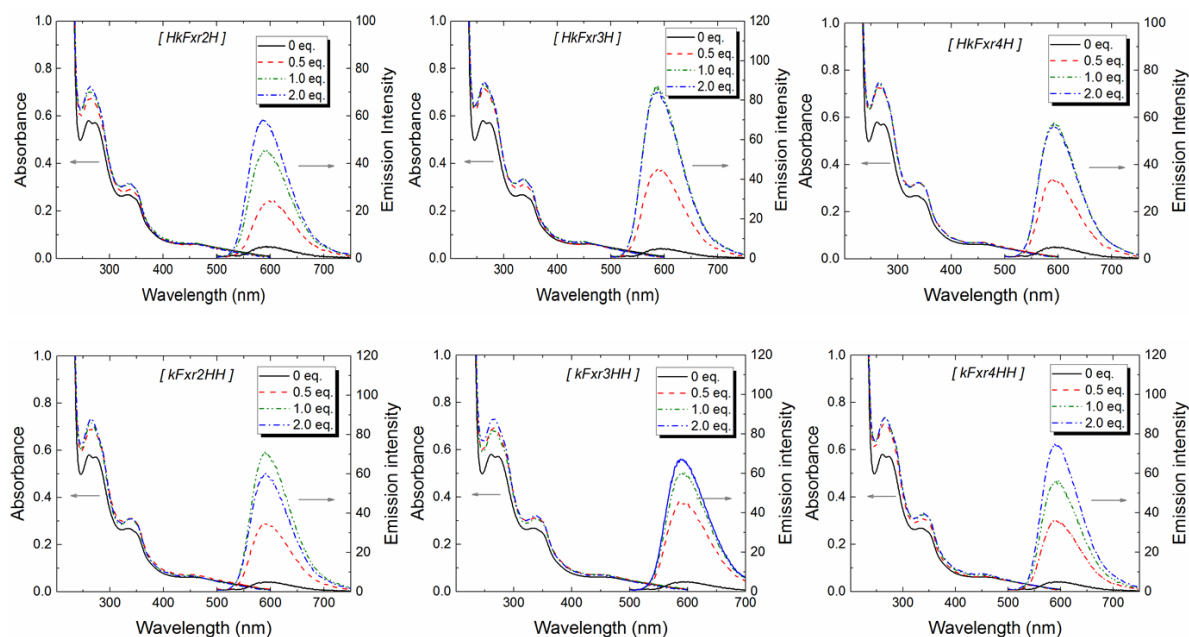 [ HkFxr2H ]
0 eq.
0.5 eq.
1.0 eq.
2.0 eq.
1.0
0.8
0.6
0.4
0.2
0.0
100
80
60
40
20
0
300 400 500 600 700
Absorbance
Emission Intensity
Wavelength (nm)
[ HkFxr3H ]
0 eq.
0.5 eq.
1.0 eq.
2.0 eq.
1.0
0.8
0.6
0.4
0.2
0.0
120
100
80
60
40
20
0
300 400 500 600 700
Absorbance
Emission intensity
Wavelength (nm)
[ HkFxr4H ]
0 eq.
0.5 eq.
1.0 eq.
2.0 eq.
1.0
0.8
0.6
0.4
0.2
0.0
100
80
60
40
20
0
300 400 500 600 700
Absorbance
Emission Intensity
Wavelength (nm)
[ kFxr2HH ]
0 eq.
0.5 eq.
1.0 eq.
2.0 eq.
1.0
0.8
0.6
0.4
0.2
0.0
120
100
80
60
40
20
0
300 400 500 600 700
Absorbance
Emission intensity
Wavelength (nm)
[ kFxr3HH ]
0 eq.
0.5 eq.
1.0 eq.
2.0 eq.
1.0
0.8
0.6
0.4
0.2
0.0
120
100
80
60
40
20
0
300 400 500 600 700
Absorbance
Emission intensity
Wavelength (nm)
[ kFxr4HH ]
0 eq.
0.5 eq.
1.0 eq.
2.0 eq.
1.0
0.8
0.6
0.4
0.2
0.0
120
100
80
60
40
20
0
300 400 500 600 700
Absorbance
Emission intensity
Wavelength (nm)